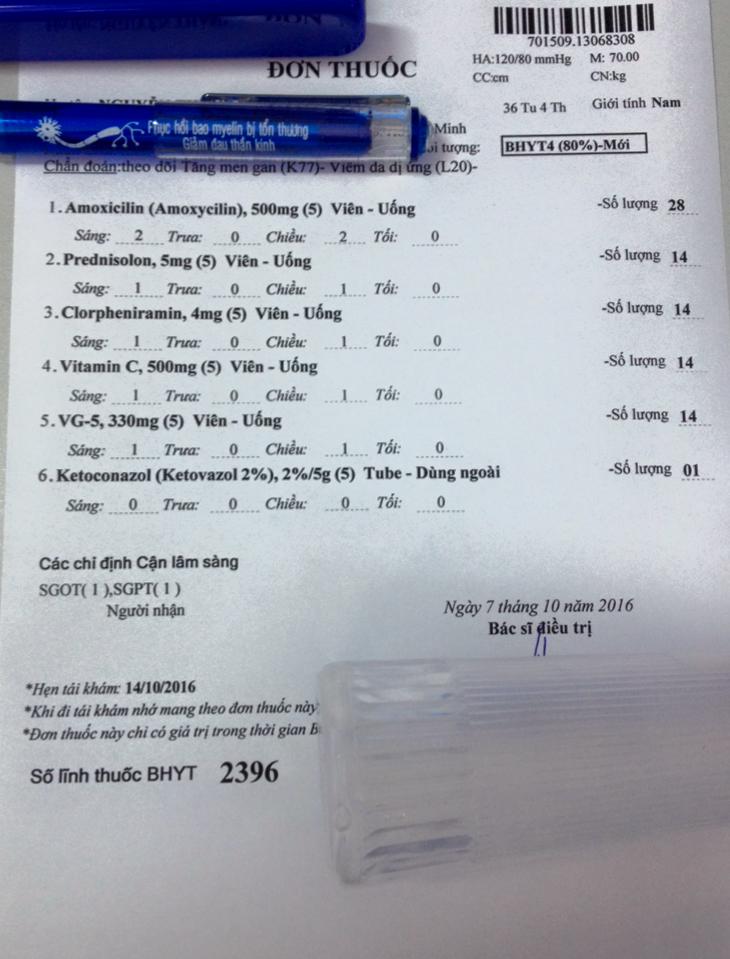 701509.13068308
ĐƠN THUỐC
HA:120/80 mmHg M: 70.00
CC:cm CN:kg
36 Tu 4 Th Giới tính Nam
Phục hồi bao myelin bị tổn thương
Giảm đau thần kinh
Minh
tượng: BHYT4 (80%)-Mới
Chẩn đoán:theo dõi Tăng men gan (K77)- Viêm da dị ứng (L20)-
1. Amoxicilin (Amoxycilin), 500mg (5) Viên - Uống -Số lượng 28
Sáng: 2 Trưa: 0 Chiều: 2 Tối: 0
2. Prednisolon, 5mg (5) Viên - Uống -Số lượng 14
Sáng: 1 Trưa: 0 Chiều: 1 Tối: 0
3. Clorpheniramin, 4mg (5) Viên - Uống -Số lượng 14
Sáng: 1 Trưa: 0 Chiều: 1 Tối: 0
4. Vitamin C, 500mg (5) Viên - Uống -Số lượng 14
Sáng: 1 Trưa: 0 Chiều: 1 Tối: 0
5. VG-5, 330mg (5) Viên - Uống -Số lượng 14
Sáng: 1 Trưa: 0 Chiều: 1 Tối: 0
6. Ketoconazol (Ketovazol 2%), 2%/5g (5) Tube - Dùng ngoài -Số lượng 01
Sáng: 0 Trưa: 0 Chiều: 0 Tối: 0
Các chỉ định Cận lâm sàng
SGOT( 1 ),SGPT( 1 )
Người nhận
Ngày 7 tháng 10 năm 2016
Bác sĩ điều trị
*Hẹn tái khám: 14/10/2016
*Khi đi tái khám nhớ mang theo đơn thuốc này
*Đơn thuốc này chỉ có giá trị trong thời gian
Số lĩnh thuốc BHYT 2396